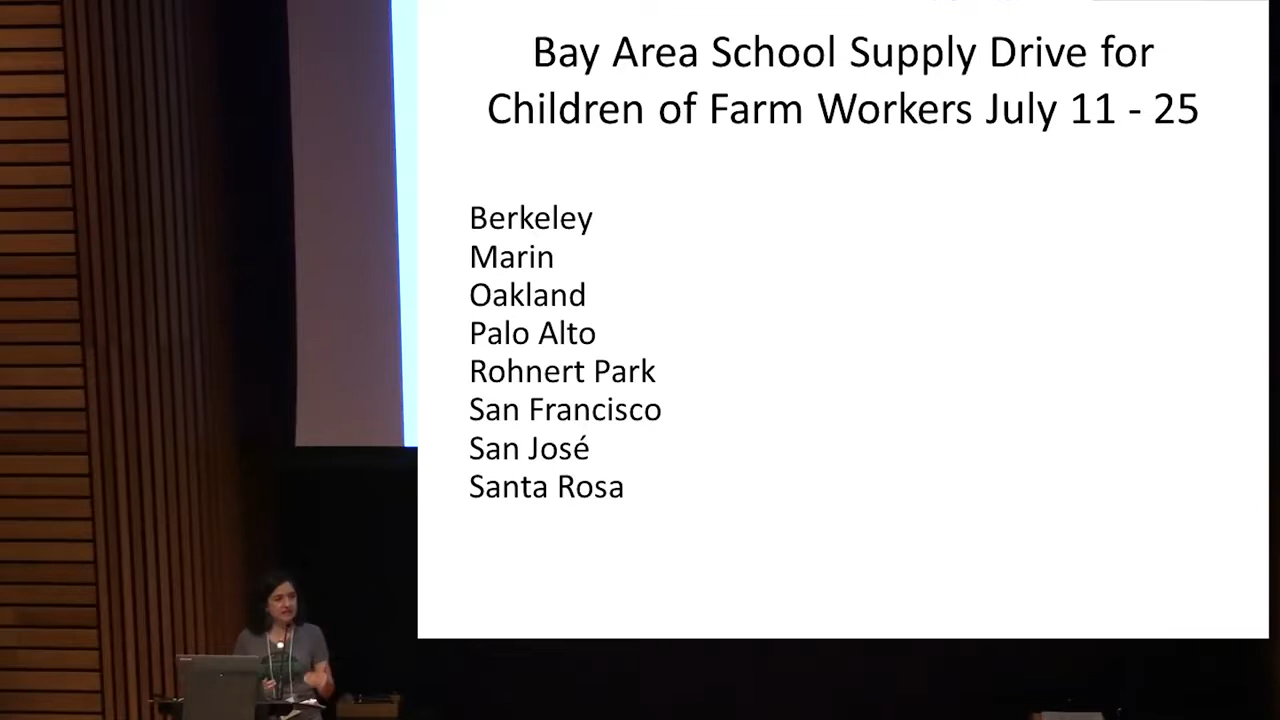 Bay Area School Supply Drive for
Children of Farm Workers July 11 - 25
Berkeley
Marin
Oakland
Palo Alto
Rohnert Park
San Francisco
San José
Santa Rosa